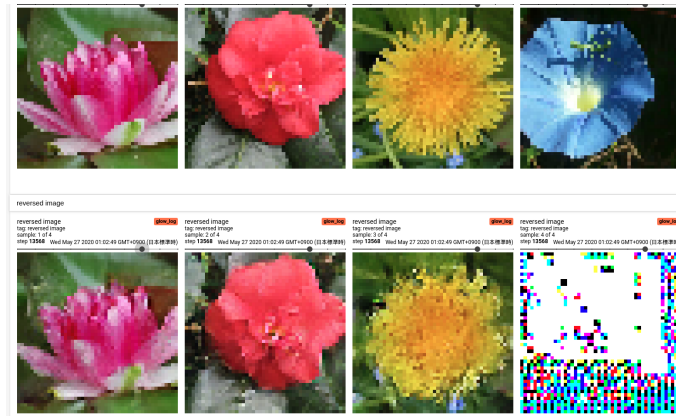 reversed image
reversed image
glow_log
tag: reversed image
sample: 1 of 4
step 13568 Wed May 27 2020 01:02:49 GMT+0900 (日本標準時)
reversed image
glow_log
tag: reversed image
sample: 2 of 4
step 13568 Wed May 27 2020 01:02:49 GMT+0900 (日本標準時)
reversed image
glow_log
tag: reversed image
sample: 3 of 4
step 13568 Wed May 27 2020 01:02:49 GMT+0900 (日本標準時)
reversed image
glow_log
tag: reversed image
sample: 4 of 4
step 13568 Wed May 27 2020 01:02:49 GMT+0900 (日本標準時)